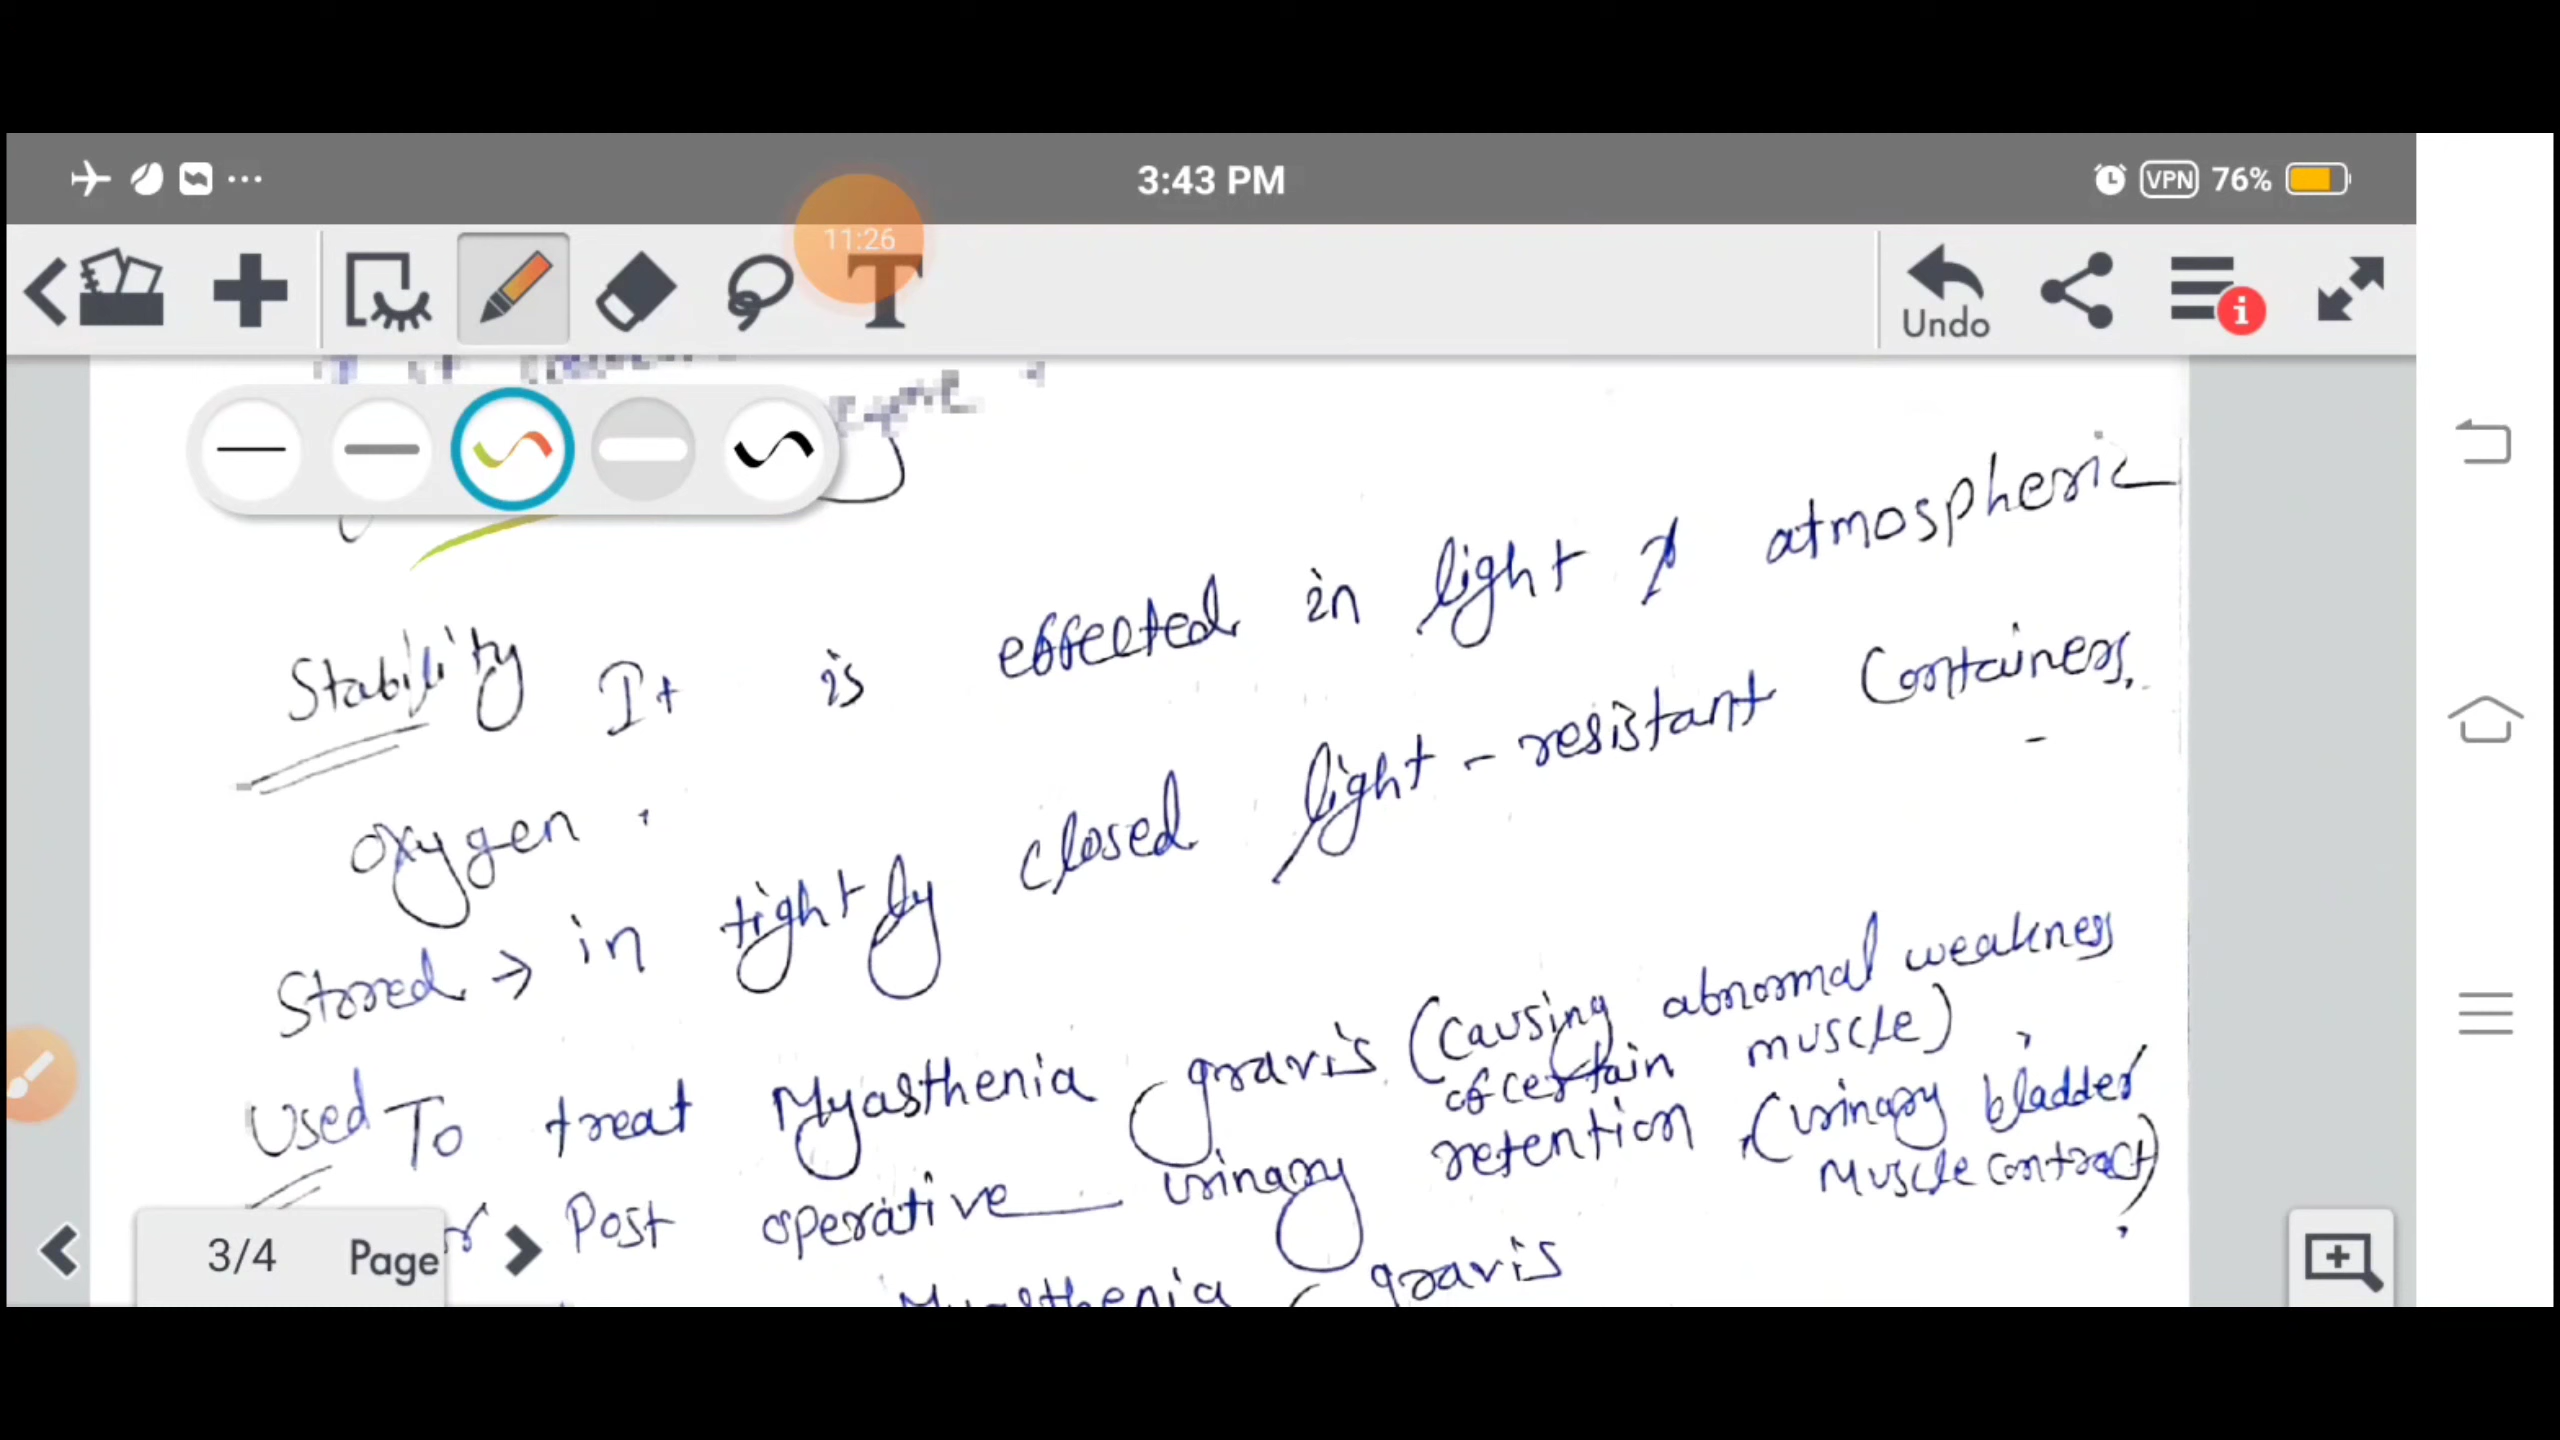 3:43 PM
VPN 76%
11:26
T
Undo
i
Stability It is effected in light & atmospheric
oxygen.
Stored → in tightly closed light-resistant Containers.
Used To treat Myasthenia gravis (causing abnormal weakness
of certain muscle)
Post operative urinary retention (urinary bladder
muscle contract)
Myasthenia gravis
3/4 Page